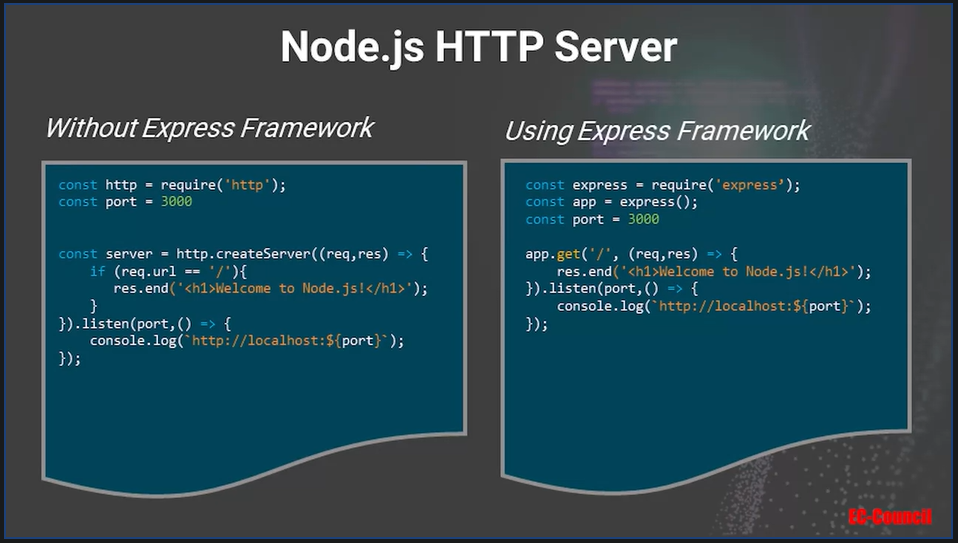 Node.js HTTP Server
Without Express Framework
const http = require('http');
const port = 3000
const server = http.createServer((req,res) => {
if (req.url == '/'){
res.end('<h1>Welcome to Node.js!</h1>');
}
}).listen(port,() => {
console.log(`http://localhost:${port}`);
});
Using Express Framework
const express = require('express’);
const app = express();
const port = 3000
app.get('/', (req,res) => {
res.end('<h1>Welcome to Node.js!</h1>');
}).listen(port,() => {
console.log(`http://localhost:${port}`);
});
EC-Council